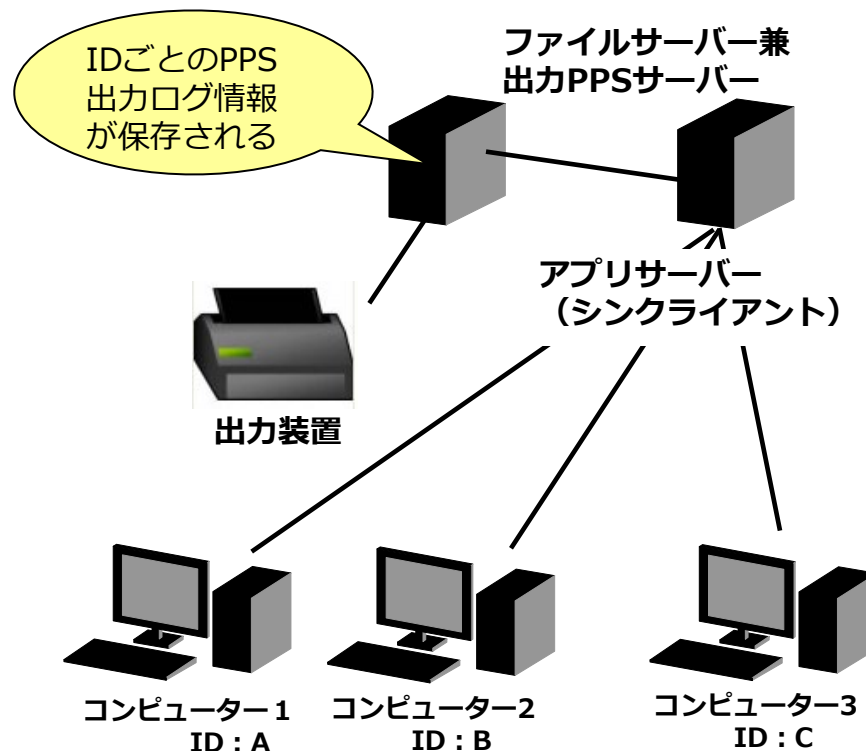 IDごとのPPS
出力ログ情報
が保存される
ファイルサーバー兼
出力PPSサーバー
アプリサーバー
（シンクライアント）
出力装置
コンピューター１
ID：A
コンピューター2
ID：B
コンピューター3
ID：C